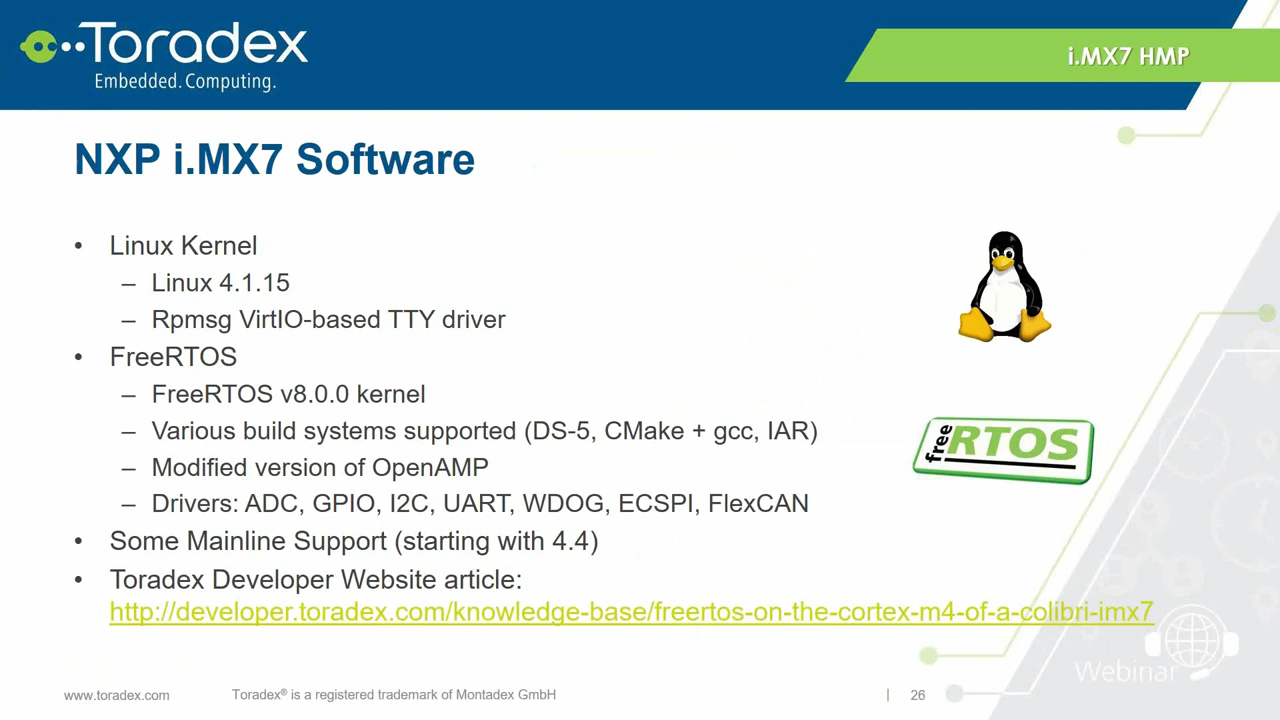 Toradex
Embedded. Computing.
i.MX7 HMP
NXP i.MX7 Software
• Linux Kernel
– Linux 4.1.15
– Rpmsg VirtIO-based TTY driver
• FreeRTOS
– FreeRTOS v8.0.0 kernel
– Various build systems supported (DS-5, CMake + gcc, IAR)
– Modified version of OpenAMP
– Drivers: ADC, GPIO, I2C, UART, WDOG, ECSPI, FlexCAN
• Some Mainline Support (starting with 4.4)
• Toradex Developer Website article:
http://developer.toradex.com/knowledge-base/freertos-on-the-cortex-m4-of-a-colibri-imx7
free RTOS
Webinar
www.toradex.com
Toradex® is a registered trademark of Montadex GmbH
| 26